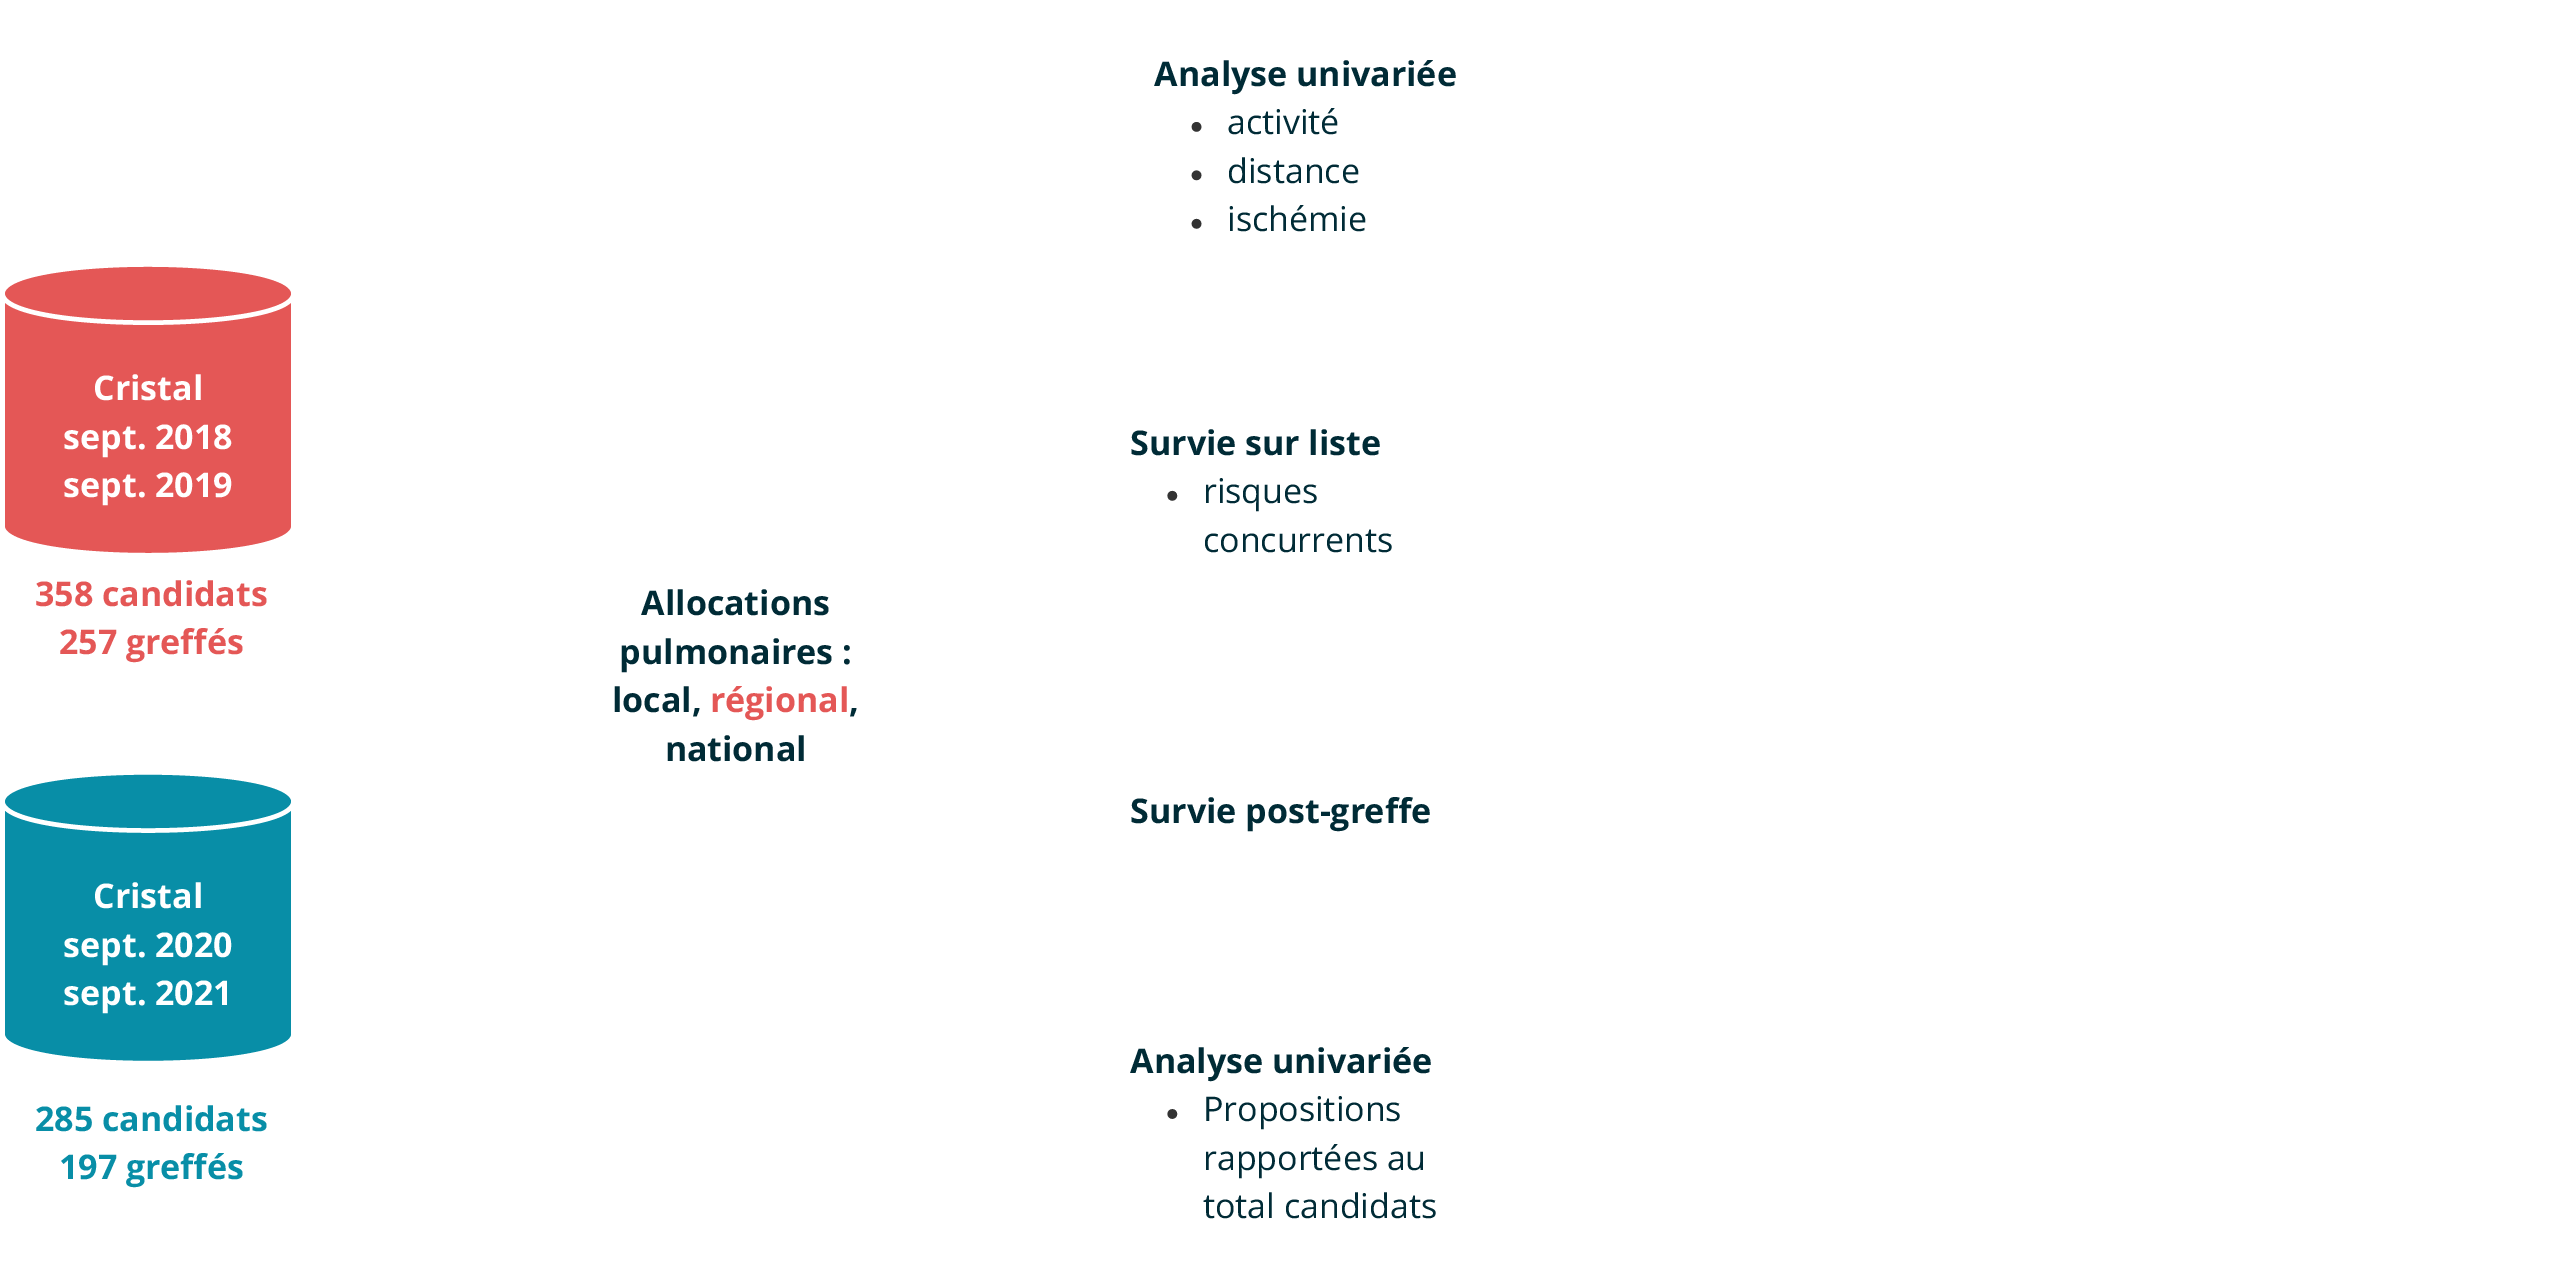 Cristal
sept. 2018
sept. 2019
358 candidats
257 greffés
Cristal
sept. 2020
sept. 2021
285 candidats
197 greffés
Allocations
pulmonaires :
local, régional,
national
Analyse univariée
• activité
• distance
• ischémie
Survie sur liste
• risques
concurrents
Survie post-greffe
Analyse univariée
• Propositions
rapportées au
total candidats